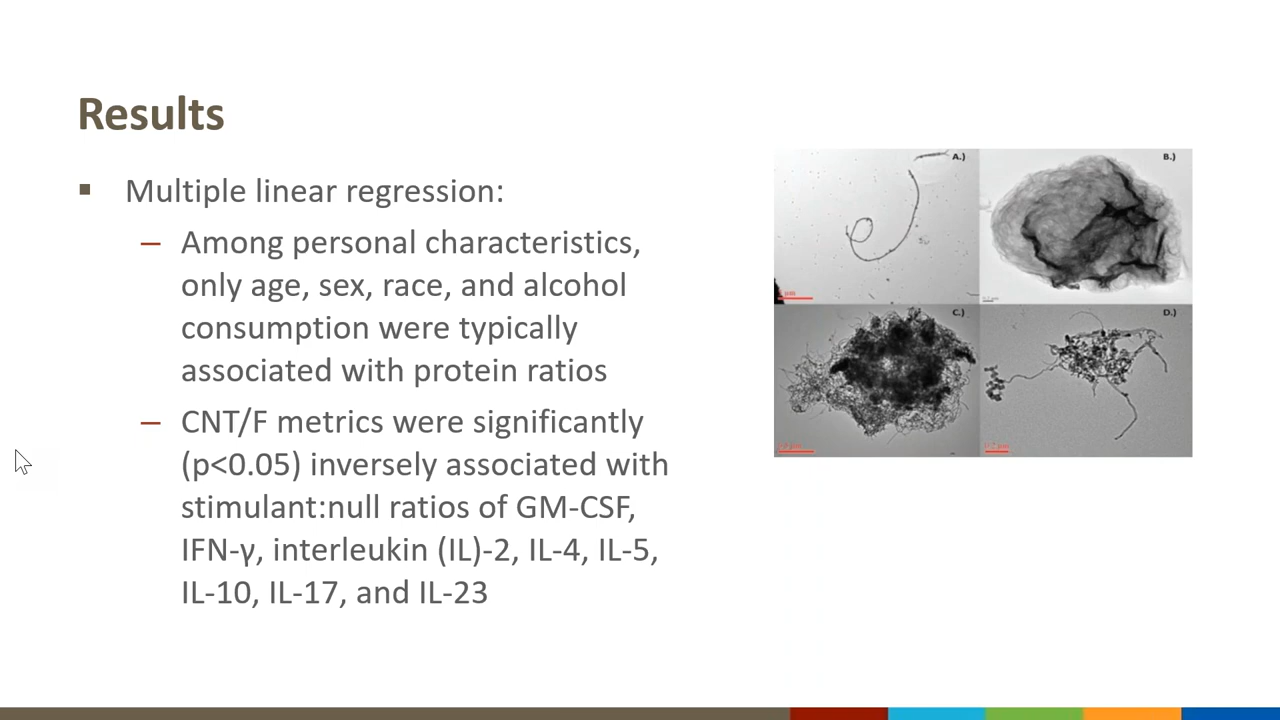 Results
▪ Multiple linear regression:
– Among personal characteristics,
only age, sex, race, and alcohol
consumption were typically
associated with protein ratios
– CNT/F metrics were significantly
(p<0.05) inversely associated with
stimulant:null ratios of GM-CSF,
IFN-γ, interleukin (IL)-2, IL-4, IL-5,
IL-10, IL-17, and IL-23
A.)
B.)
C.)
D.)